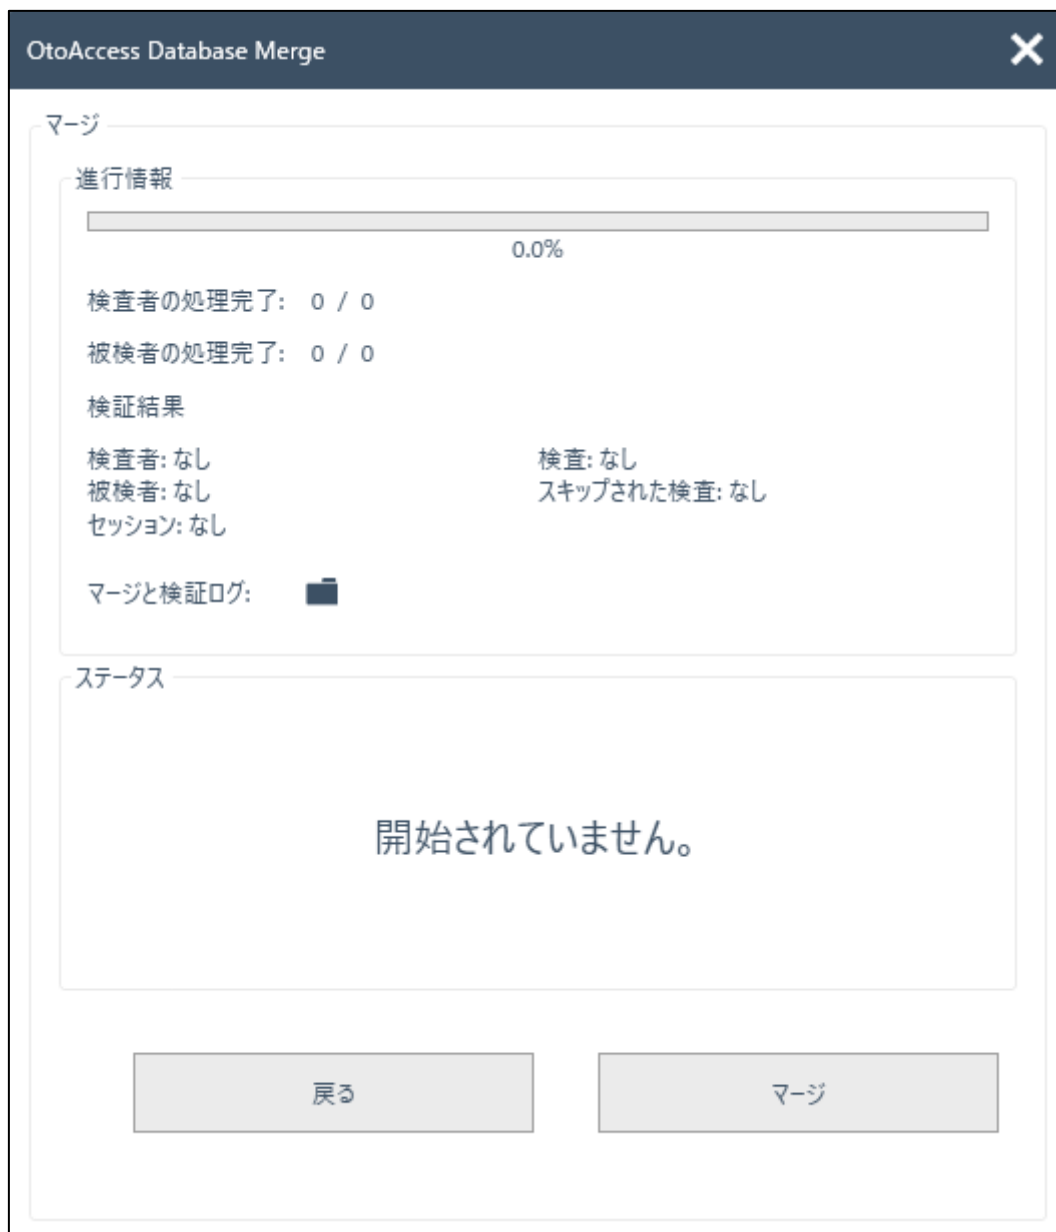 OtoAccess Database Merge
マージ
進行情報
0.0%
検査者の処理完了: 0 / 0
被検者の処理完了: 0 / 0
検証結果
検査者: なし
検査: なし
被検者: なし
スキップされた検査: なし
セッション: なし
マージと検証ログ:
ステータス
開始されていません。
戻る
マージ